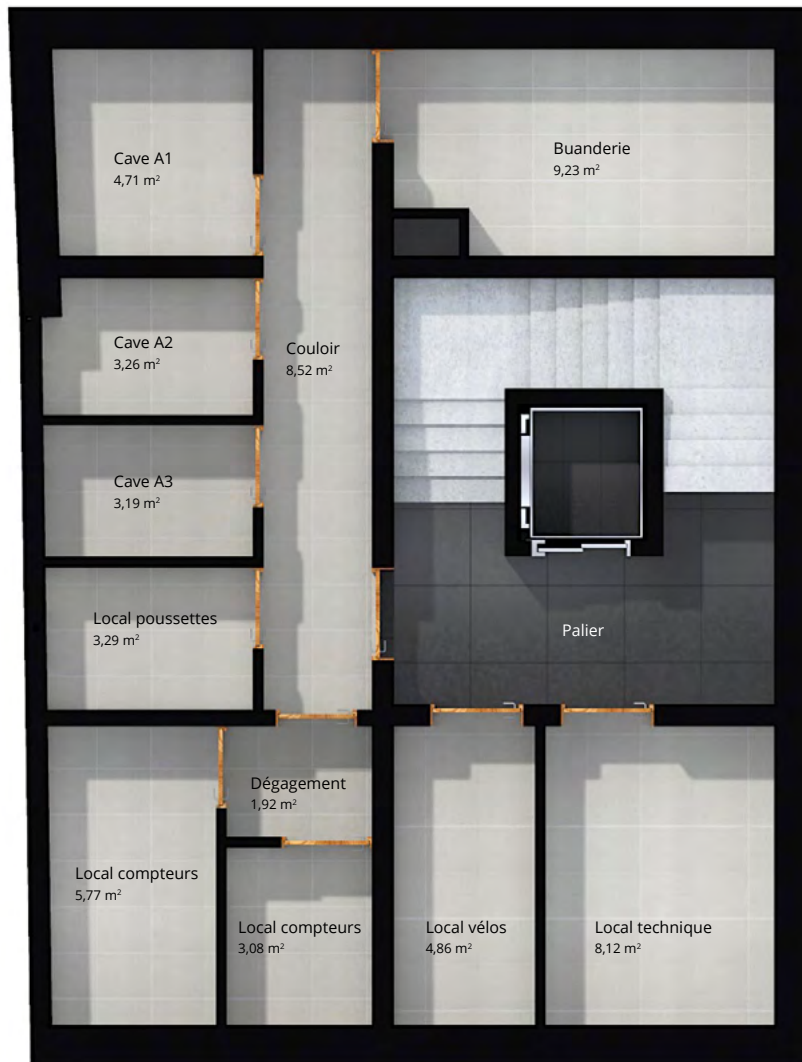 Cave A1
4,71 m²
Buanderie
9,23 m²
Cave A2
3,26 m²
Couloir
8,52 m²
Cave A3
3,19 m²
Local poussettes
3,29 m²
Palier
Dégagement
1,92 m²
Local compteurs
5,77 m²
Local compteurs
3,08 m²
Local vélos
4,86 m²
Local technique
8,12 m²